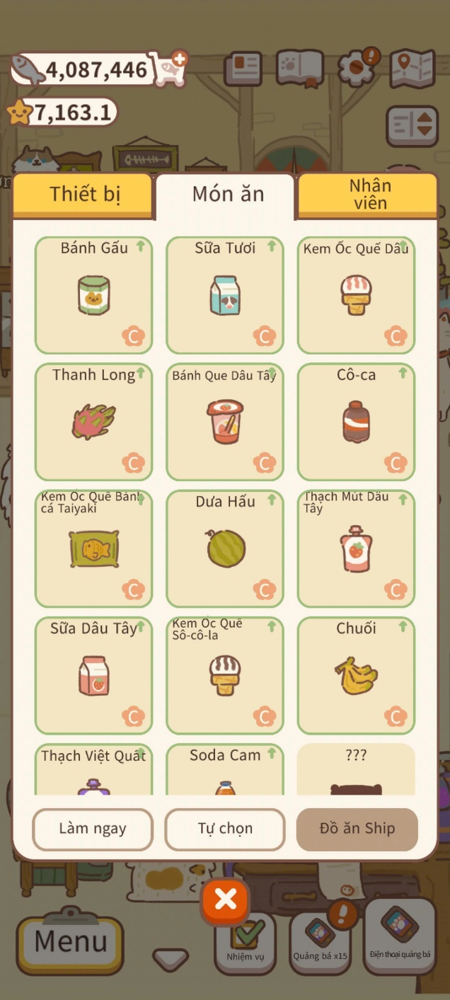 4,087,446
7,163.1
Thiết bị
Món ăn
Nhân
viên
Bánh Gấu
Sữa Tươi
Kem Ốc Quế Dâu
C
C
C
Thanh Long
Bánh Que Dâu Tây
Cô-ca
C
C
C
Kem Ốc Quế Bánh
cá Taiyaki
Dưa Hấu
Thạch Mút Dâu
Tây
C
C
C
Sữa Dâu Tây
Kem Ốc Quế
Sô-cô-la
Chuối
C
C
C
Thạch Việt Quất
Soda Cam
???
Làm ngay
Tự chọn
Đồ ăn Ship
Menu
Nhiệm vụ
Quảng bá x15
Điện thoại quảng bá